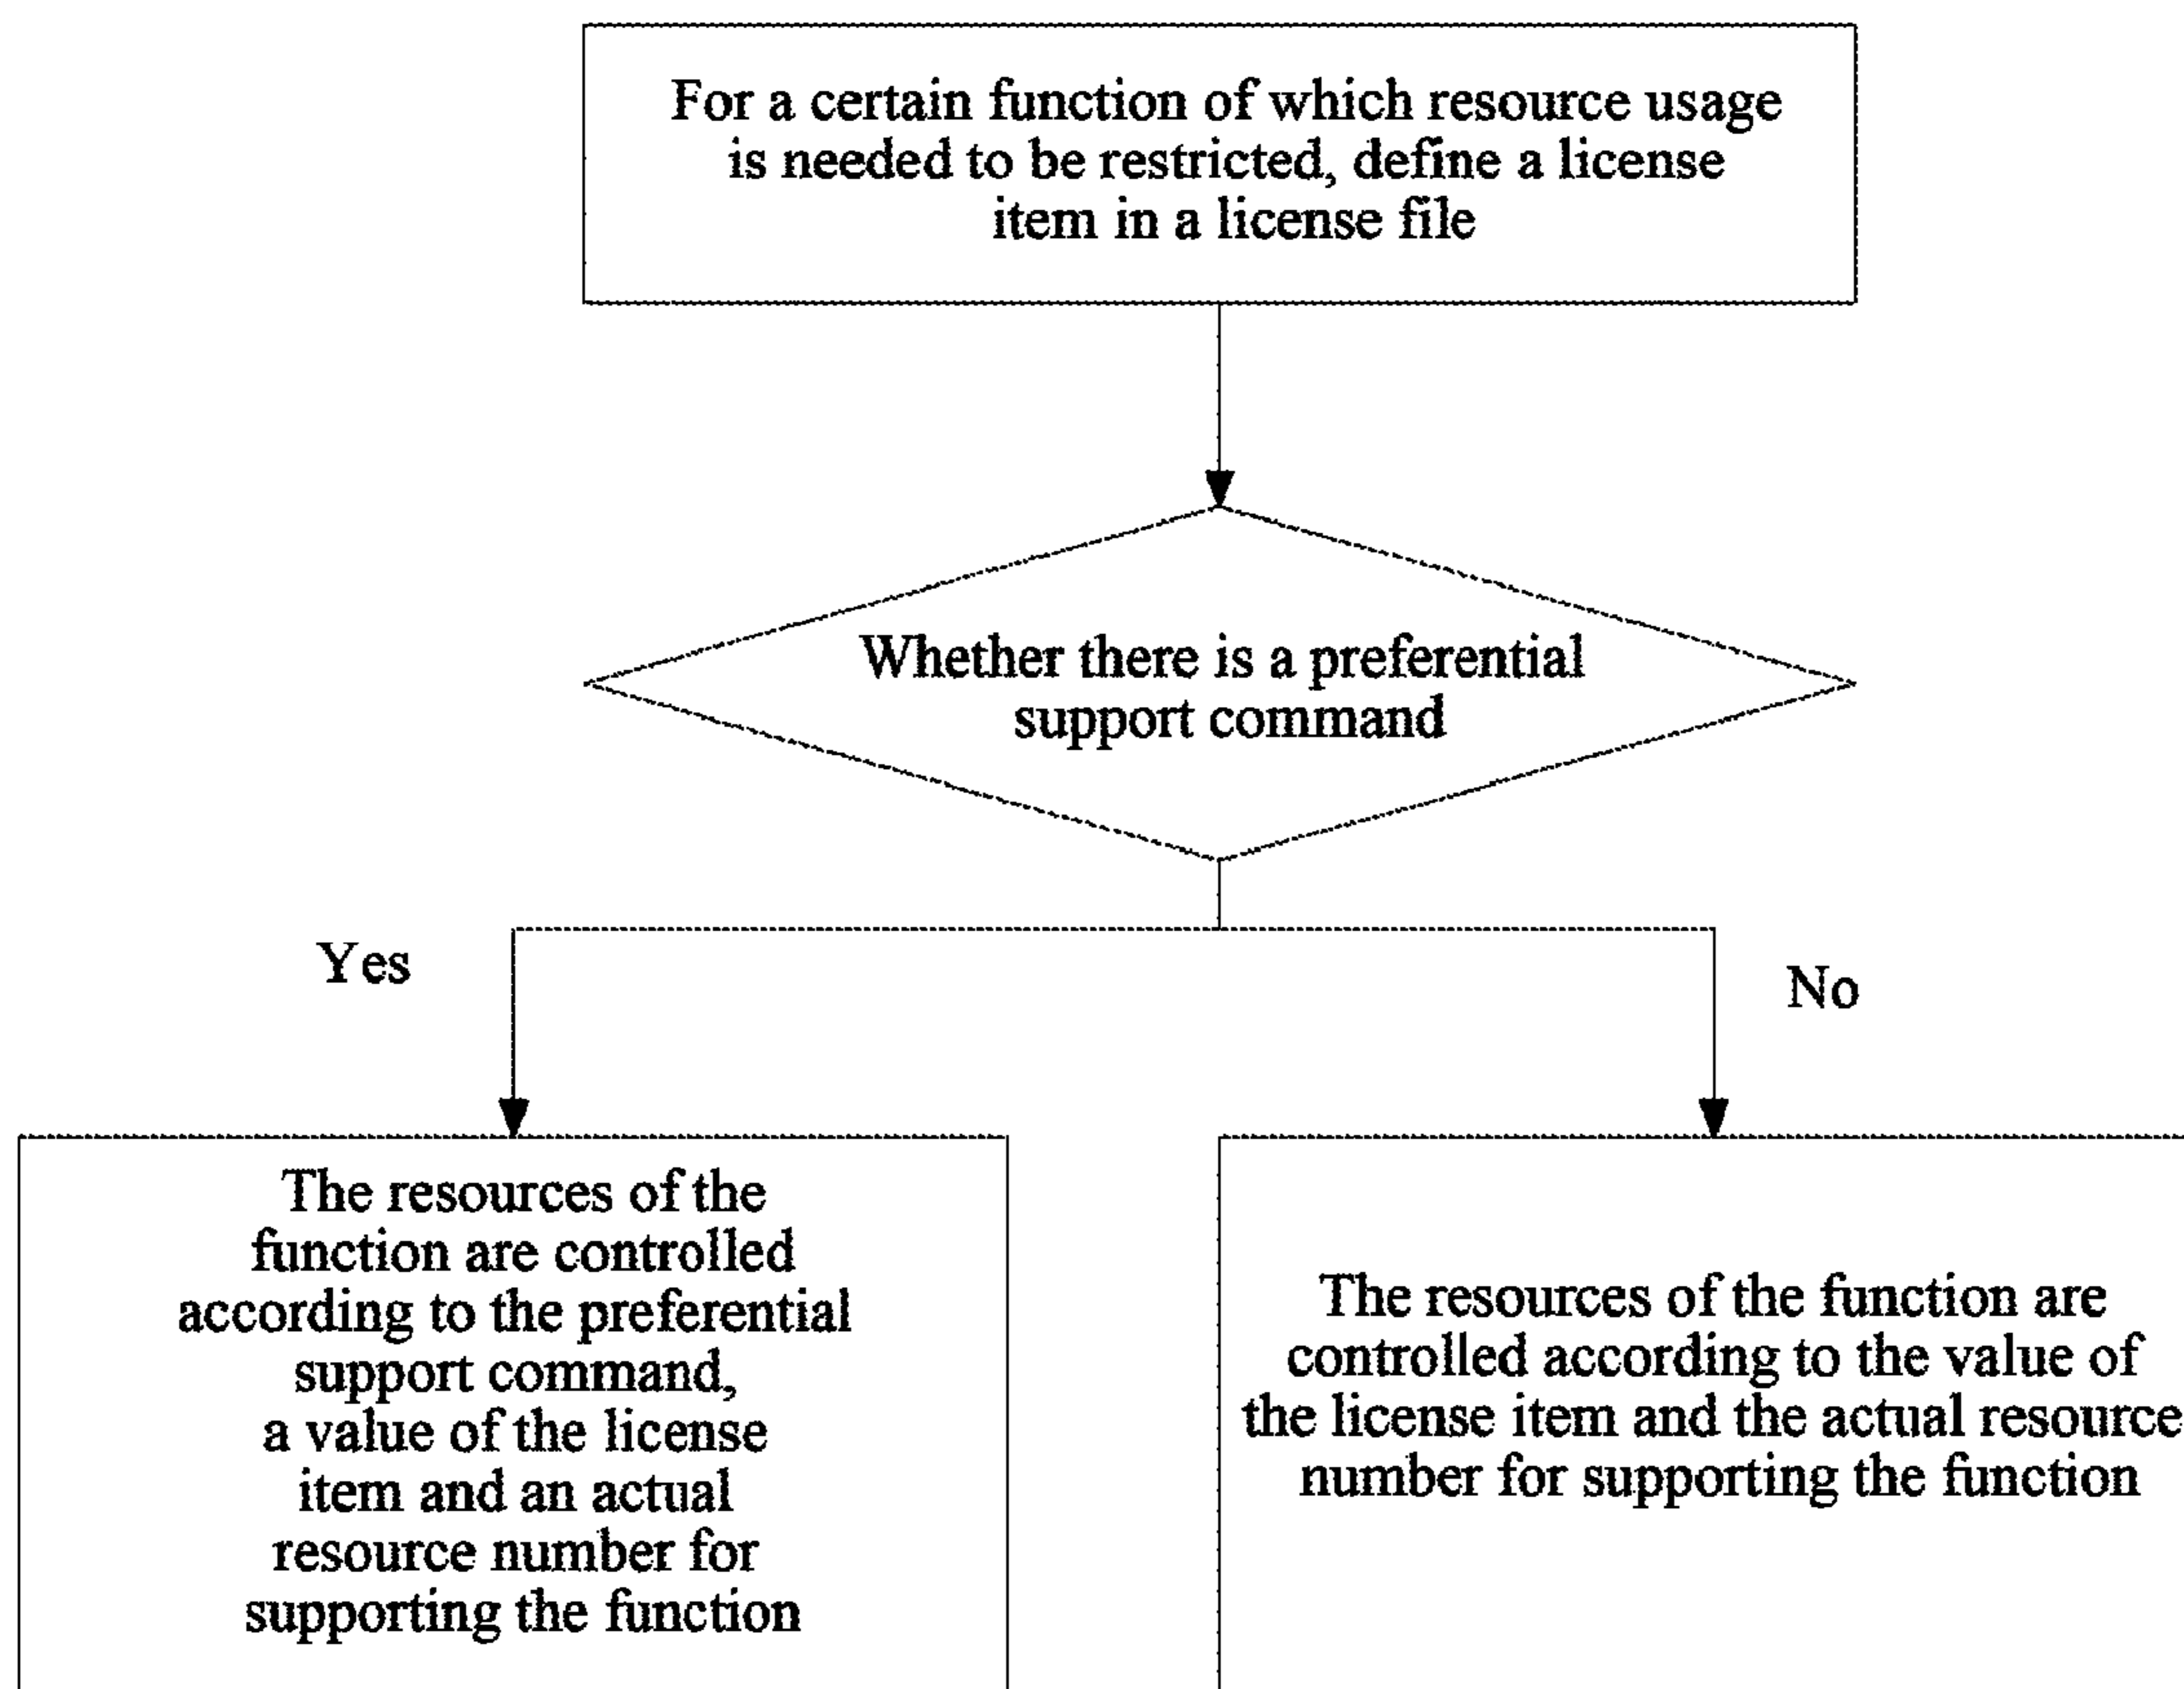 For a certain function of which resource usage
is needed to be restricted, define a license
item in a license file
Whether there is a preferential
support command
Yes
No
The resources of the
function are controlled
according to the preferential
support command,
a value of the license
item and an actual
resource number for
supporting the function
The resources of the function are
controlled according to the value of
the license item and the actual resource
number for supporting the function